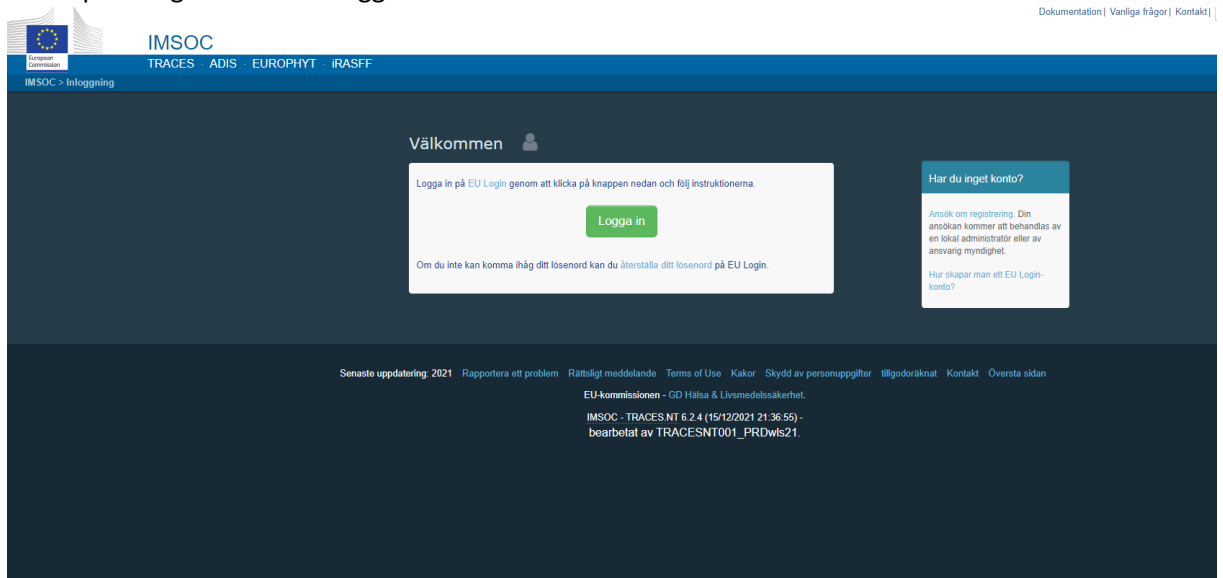 Dokumentation | Vanliga frågor | Kontakt |
IMSOC
European
Commission
TRACES · ADIS · EUROPHYT · iRASFF
IMSOC > Inloggning
Välkommen
Logga in på EU Login genom att klicka på knappen nedan och följ instruktionerna.
Logga in
Om du inte kan komma ihåg ditt lösenord kan du återställa ditt lösenord på EU Login.
Har du inget konto?
Ansök om registrering. Din
ansökan kommer att behandlas av
en lokal administratör eller av
ansvarig myndighet.
Hur skapar man ett EU Login-
konto?
Senaste uppdatering: 2021 Rapportera ett problem Rättsligt meddelande Terms of Use Kakor Skydd av personuppgifter tillgodoräknat Kontakt Översta sidan
EU-kommissionen - GD Hälsa & Livsmedelssäkerhet.
IMSOC - TRACES.NT 6.2.4 (15/12/2021 21:36:55) -
bearbetat av TRACESNT001_PRDwls21.